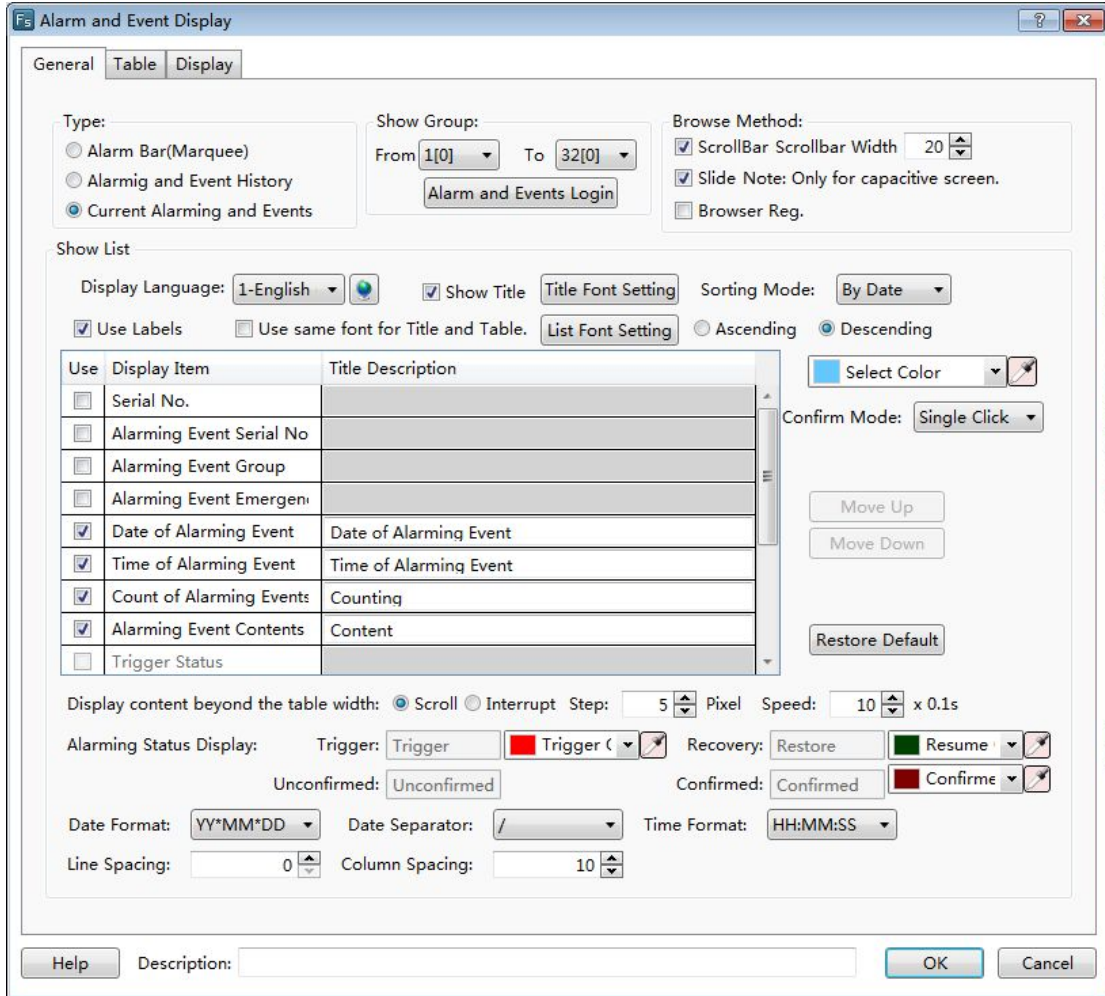 Fs Alarm and Event Display
General Table Display
Type:
Alarm Bar(Marquee)
Alarmig and Event History
Current Alarming and Events
Show Group:
From 1[0] To 32[0]
Alarm and Events Login
Browse Method:
ScrollBar Scrollbar Width 20
Slide Note: Only for capacitive screen.
Browser Reg.
Show List
Display Language: 1-English Show Title Title Font Setting Sorting Mode: By Date
Use Labels Use same font for Title and Table. List Font Setting Ascending Descending
Use Display Item Title Description
Serial No.
Alarming Event Serial No
Alarming Event Group
Alarming Event Emergen
Date of Alarming Event Date of Alarming Event
Time of Alarming Event Time of Alarming Event
Count of Alarming Events Counting
Alarming Event Contents Content
Trigger Status
Select Color
Confirm Mode: Single Click
Move Up
Move Down
Restore Default
Display content beyond the table width: Scroll Interrupt Step: 5 Pixel Speed: 10 x 0.1s
Alarming Status Display: Trigger: Trigger Trigger C Recovery: Restore Resume
Unconfirmed: Unconfirmed Confirmed: Confirmed Confirme
Date Format: YY*MM*DD Date Separator: / Time Format: HH:MM:SS
Line Spacing: 0 Column Spacing: 10
Help Description: OK Cancel